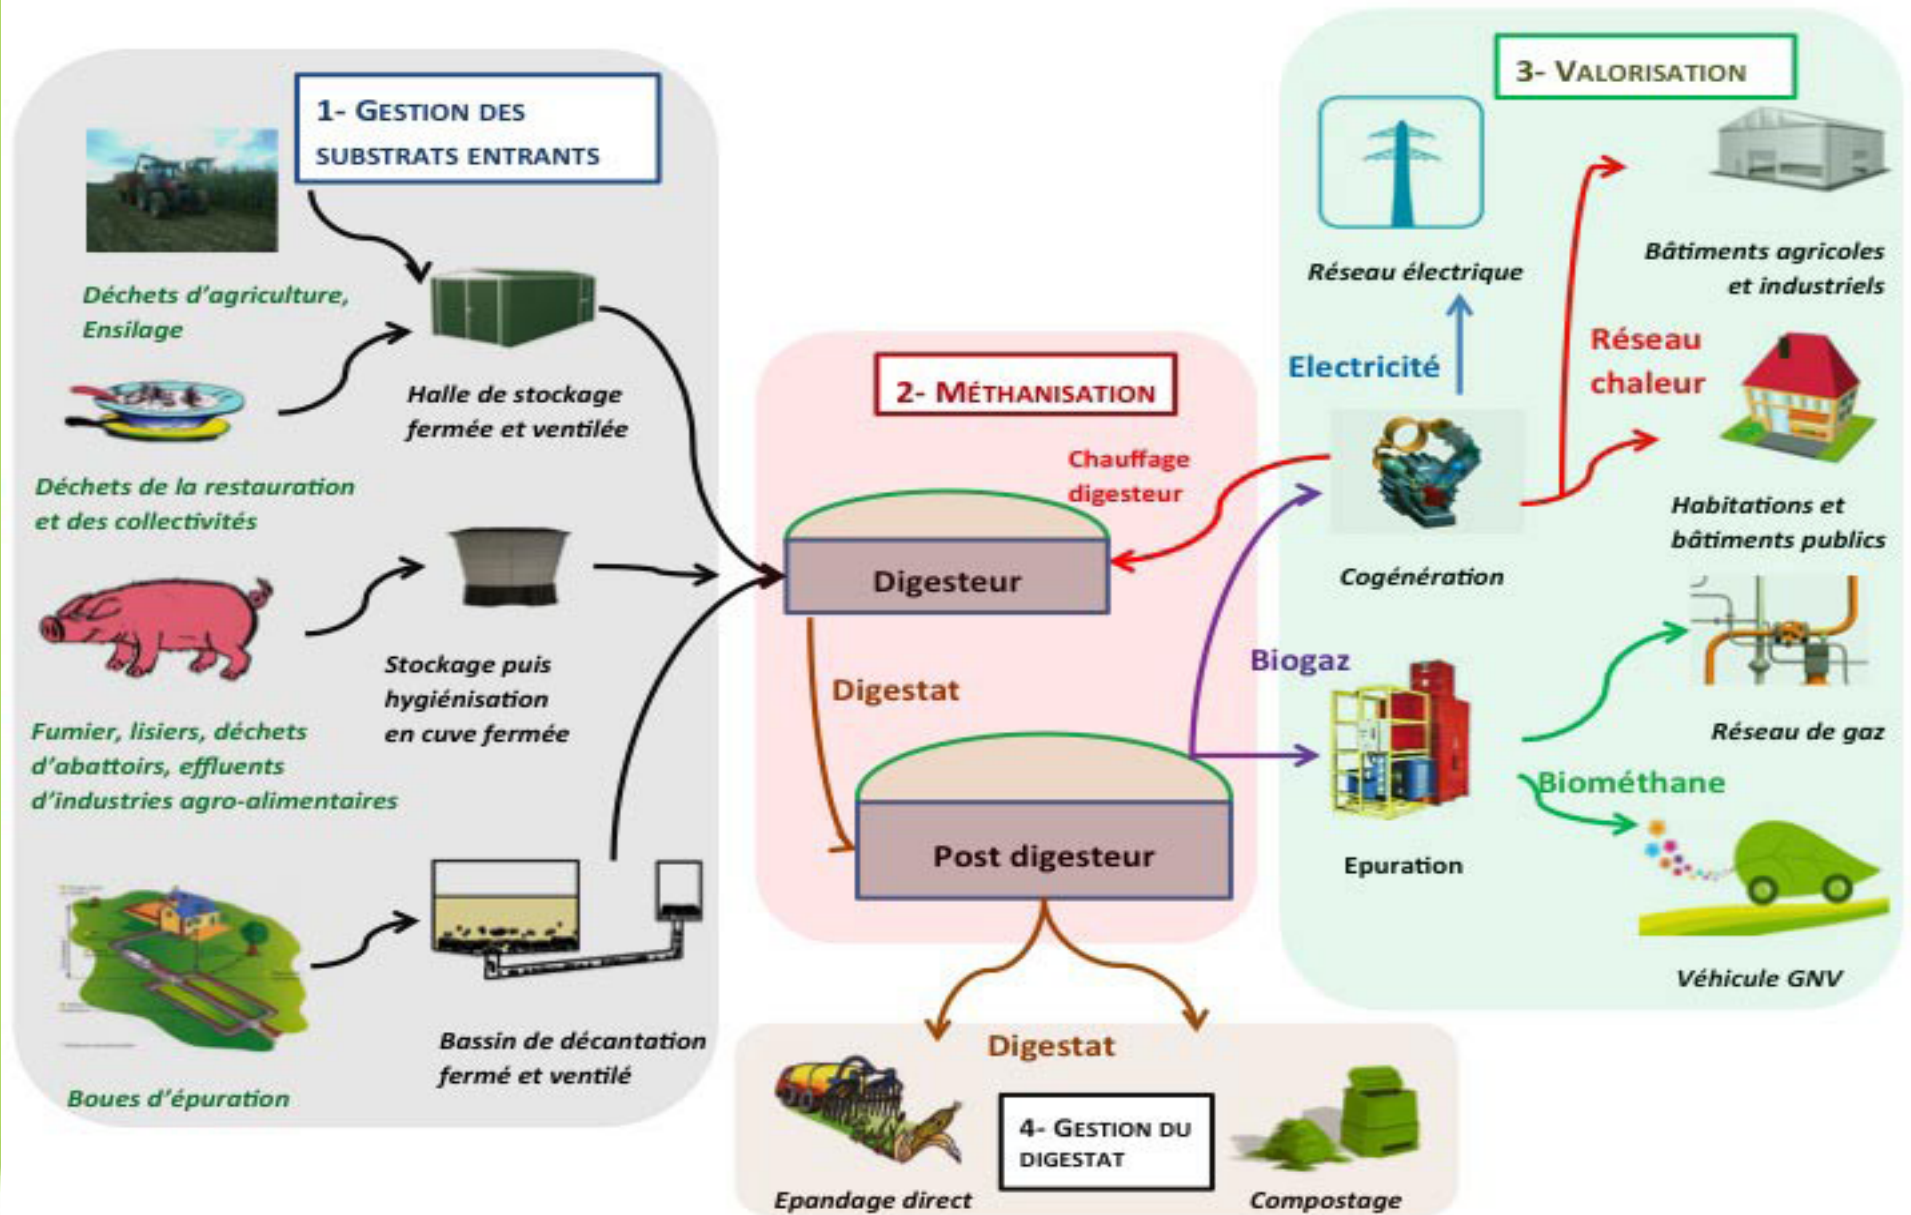 1- GESTION DES
SUBSTRATS ENTRANTS
Déchets d'agriculture,
Ensilage
Halle de stockage
fermée et ventilée
Déchets de la restauration
et des collectivités
Stockage puis
hygiénisation
en cuve fermée
Fumier, lisiers, déchets
d'abattoirs, effluents
d'industries agro-alimentaires
Bassin de décantation
fermé et ventilé
Boues d'épuration
2- MÉTHANISATION
Chauffage
digesteur
Digesteur
Digestat
Biogaz
Post digesteur
3- VALORISATION
Réseau électrique
Bâtiments agricoles
et industriels
Electricité
Réseau
chaleur
Habitations et
bâtiments publics
Cogénération
Réseau de gaz
Biométhane
Epuration
Véhicule GNV
Digestat
4- GESTION DU
DIGESTAT
Epandage direct
Compostage